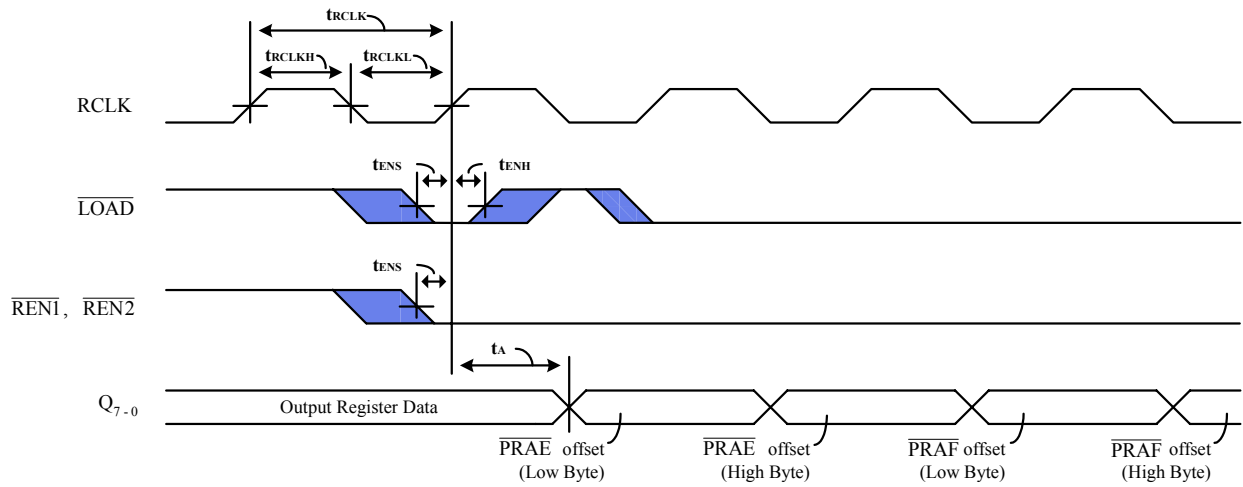 tRCLK
tRCLKH tRCLKL
RCLK
tENS tENH
LOAD
tENS
REN1, REN2
tA
Q7-0 Output Register Data
PRAE offset PRAE offset PRAF offset PRAF offset
(Low Byte) (High Byte) (Low Byte) (High Byte)